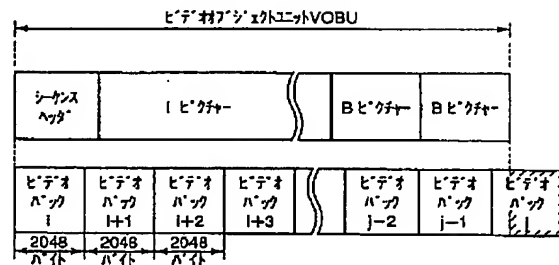 ビデオオブジェクトユニットVOBU
シーケンス
ヘッダ
I ピクチャー
Bピクチャー
Bピクチャー
ビデオ
パック
i
ビデオ
パック
i+1
ビデオ
パック
i+2
ビデオ
パック
i+3
ビデオ
パック
j-2
ビデオ
パック
j-1
ビデオ
パック
j
2048
バイト
2048
バイト
2048
バイト